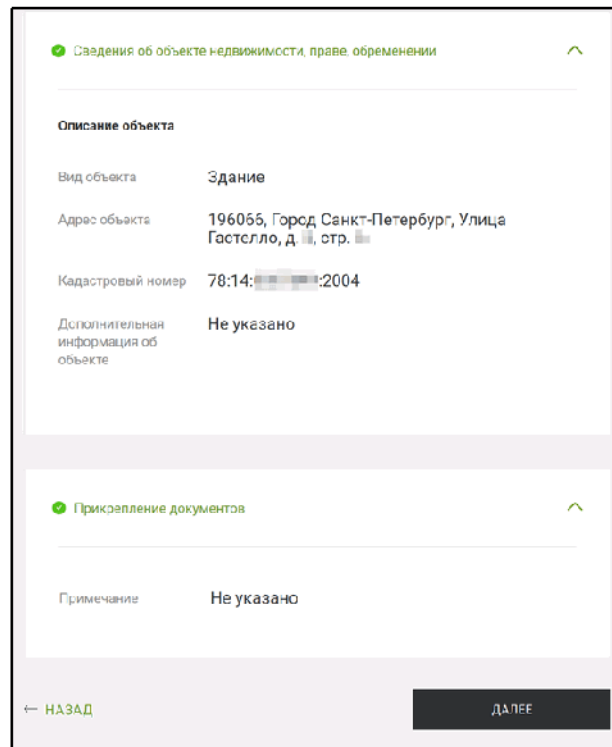 Сведения об объекте недвижимости, праве, обременении
Описание объекта
Вид объекта
Здание
Адрес объекта
196066, Город Санкт-Петербург, Улица
Гастелло, д. , стр.
Кадастровый номер
78:14: :2004
Дополнительная
информация об
объекте
Не указано
Прикрепление документов
Примечание
Не указано
← НАЗАД
ДАЛЕЕ